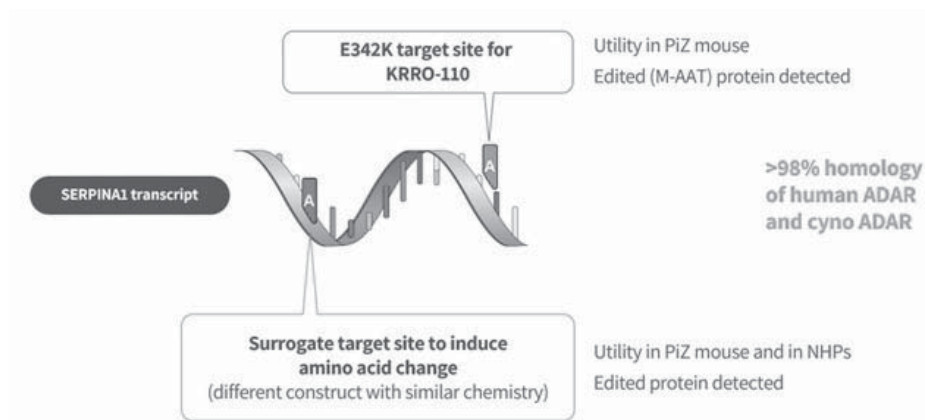 E342K target site for
KRRO-110
Utility in PiZ mouse
Edited (M-AAT) protein detected
A
A
SERPINA1 transcript
>98% homology
of human ADAR
and cyno ADAR
Surrogate target site to induce
amino acid change
(different construct with similar chemistry)
Utility in PiZ mouse and in NHPs
Edited protein detected